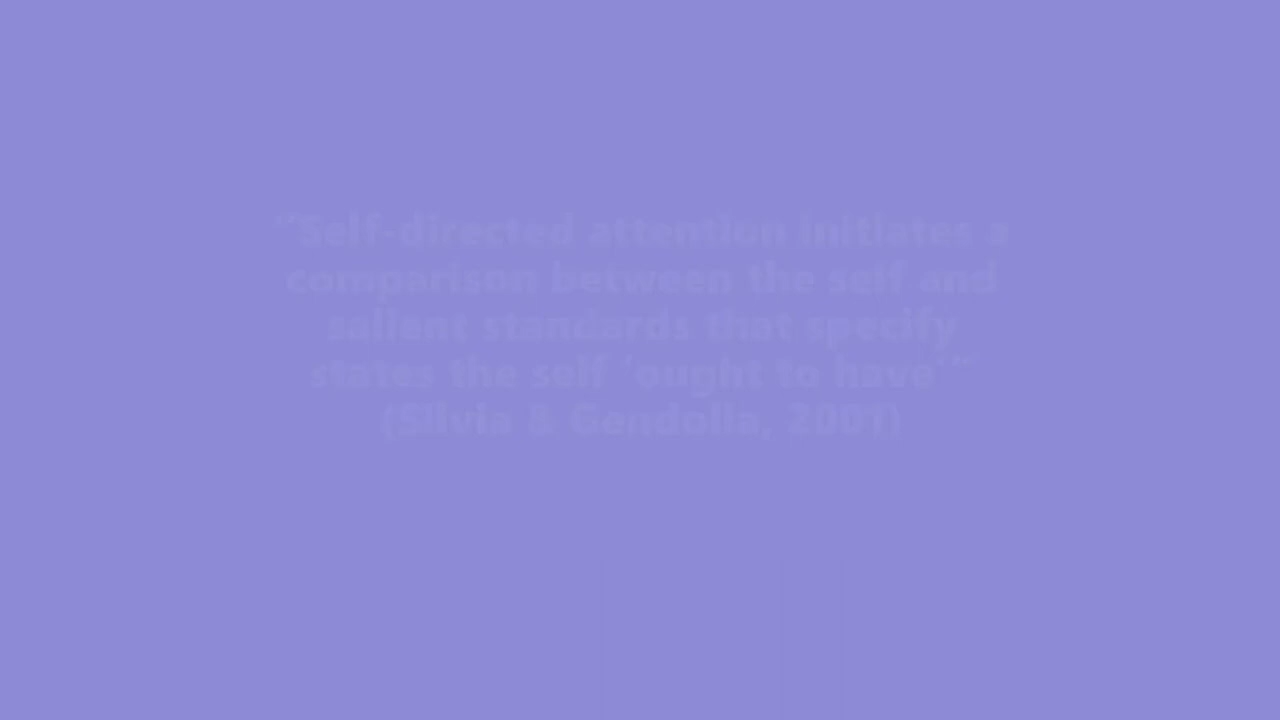 “Self-directed attention initiates a
comparison between the self and
salient standards that specify
states the self ‘ought to have’”
(Silvia & Gendolla, 2001)